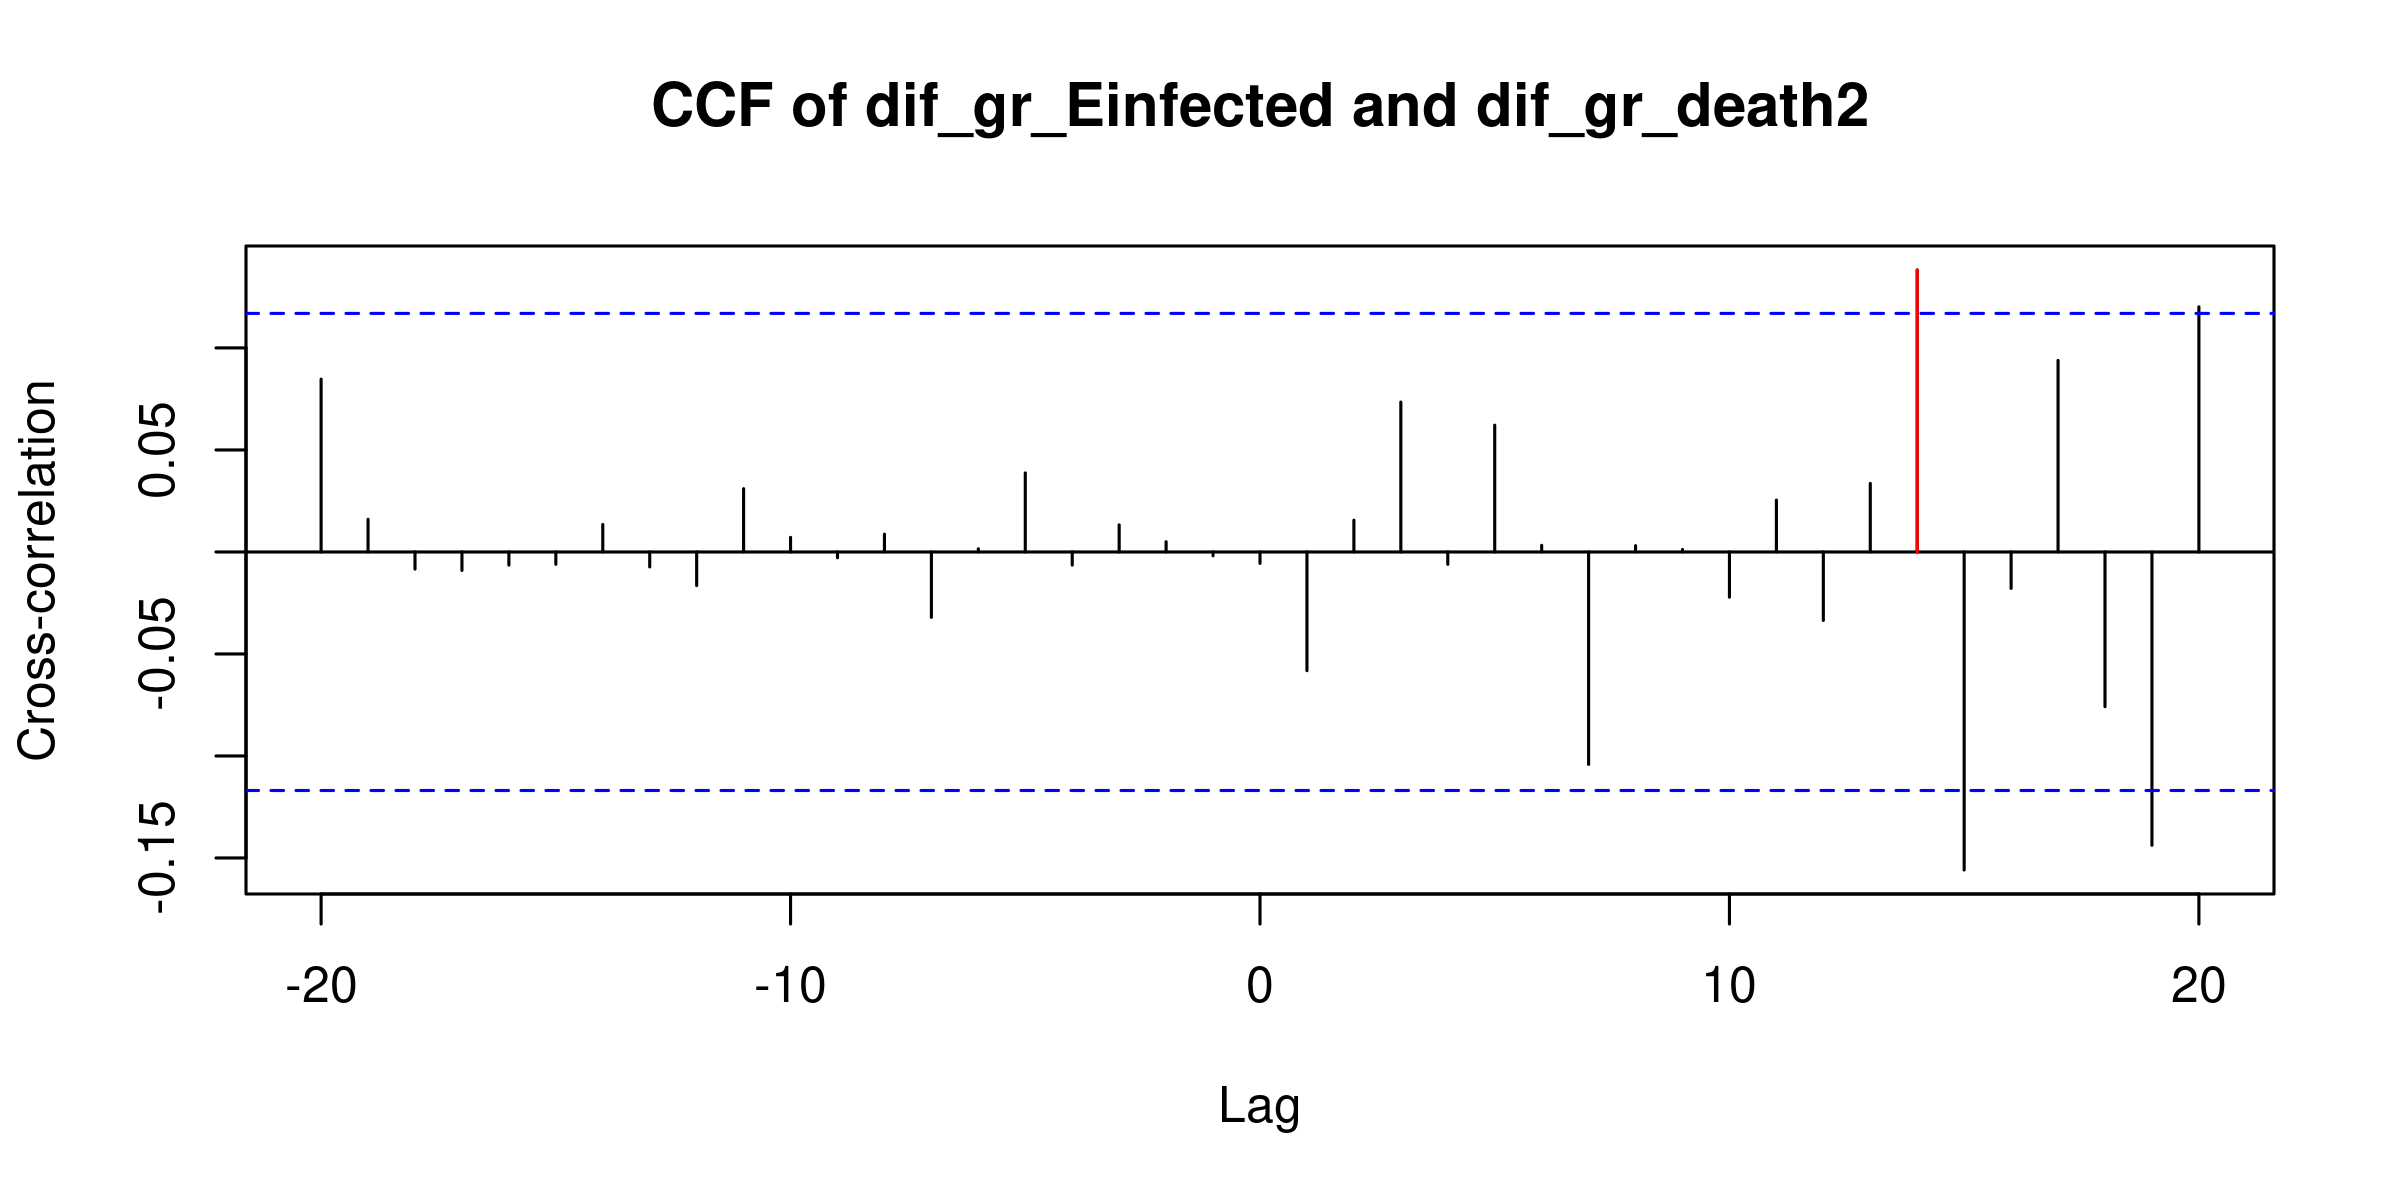 CCF of dif_gr_Einfected and dif_gr_death2
Cross-correlation
0.05
-0.05
-0.15
-20
-10
0
10
20
Lag